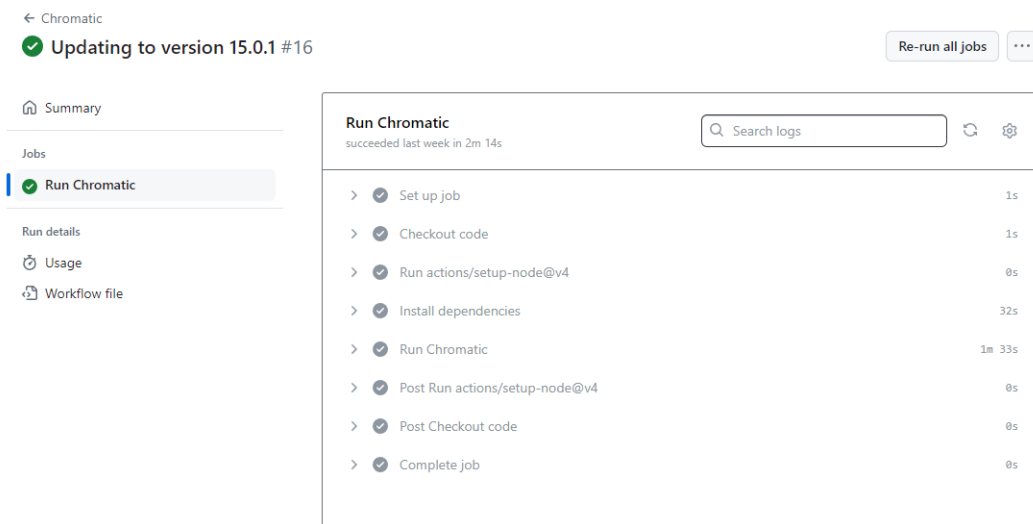 ← Chromatic
Updating to version 15.0.1 #16
Re-run all jobs
...
Summary
Jobs
Run Chromatic
Run details
Usage
Workflow file
Run Chromatic
succeeded last week in 2m 14s
Search logs
Set up job 1s
Checkout code 1s
Run actions/setup-node@v4 0s
Install dependencies 32s
Run Chromatic 1m 33s
Post Run actions/setup-node@v4 0s
Post Checkout code 0s
Complete job 0s